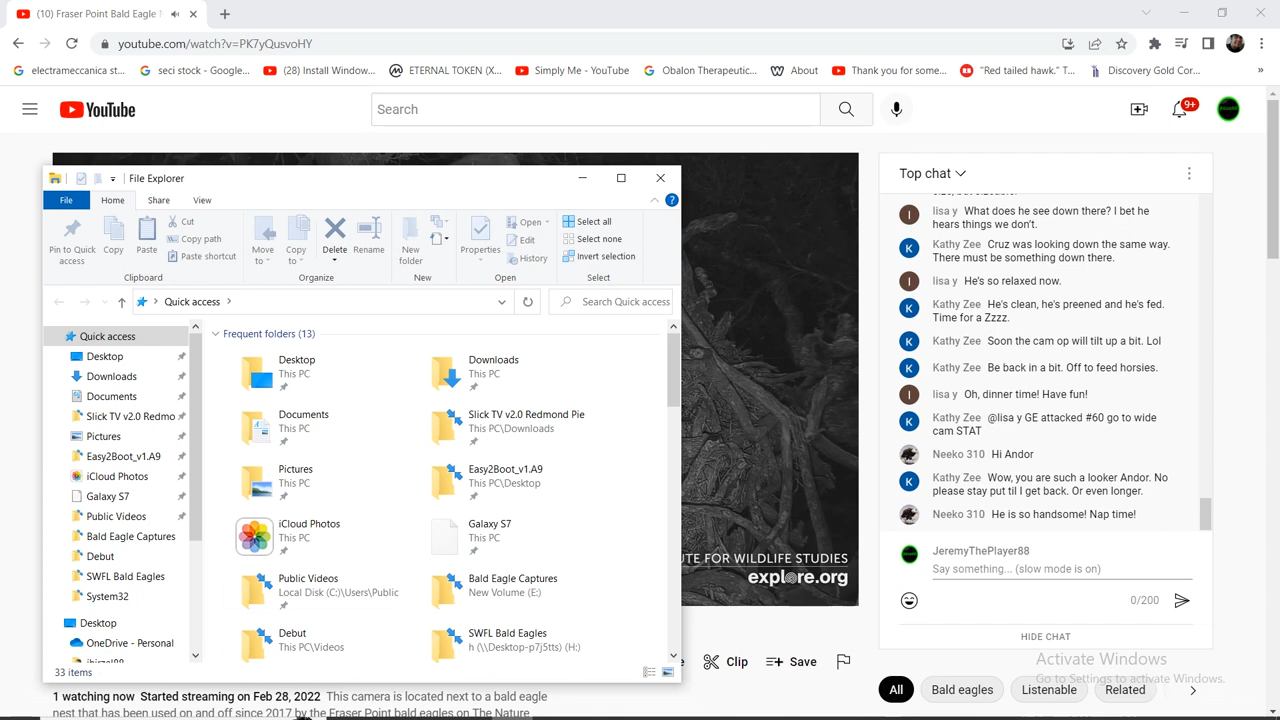 (10) Fraser Point Bald Eagle
youtube.com/watch?v=PK7yQusvoHY
electrameccanica st...
seci stock - Google...
(28) Install Window...
ETERNAL TOKEN (X...
Simply Me - YouTube
Obalon Therapeutic...
About
Thank you for some...
"Red tailed hawk." T...
Discovery Gold Cor...
»
YouTube
Search
9+
File Explorer
File
Home
Share
View
Pin to Quick access
Copy
Paste
Cut
Copy path
Paste shortcut
Clipboard
Move to
Copy to
Delete
Rename
Organize
New folder
New
Properties
Open
Edit
History
Open
Select all
Select none
Invert selection
Select
Quick access
Search Quick access
Quick access
Desktop
Downloads
Documents
Slick TV v2.0 Redmo
Pictures
Easy2Boot_v1.A9
iCloud Photos
Galaxy S7
Public Videos
Bald Eagle Captures
Debut
SWFL Bald Eagles
System32
Desktop
OneDrive - Personal
Frequent folders (13)
Desktop
This PC
Downloads
This PC
Documents
This PC
Slick TV v2.0 Redmond Pie
This PC\Downloads
Pictures
This PC
Easy2Boot_v1.A9
This PC\Desktop
iCloud Photos
This PC
Galaxy S7
This PC
Public Videos
Local Disk (C:)\Users\Public
Bald Eagle Captures
New Volume (E:)
Debut
This PC\Videos
SWFL Bald Eagles
h (\\Desktop-p7j5tts) (H:)
33 items
UTE FOR WILDLIFE STUDIES
explore.org
Clip
Save
1 watching now Started streaming on Feb 28, 2022 This camera is located next to a bald eagle
nest that has been used on and off since 2017 by the Fraser Point bald eagles on The Nature
Top chat
lisa y What does he see down there? I bet he
hears things we don't.
Kathy Zee Cruz was looking down the same way.
There must be something down there.
lisa y He's so relaxed now.
Kathy Zee He's clean, he's preened and he's fed.
Time for a Zzzz.
Kathy Zee Soon the cam op will tilt up a bit. Lol
Kathy Zee Be back in a bit. Off to feed horsies.
lisa y Oh, dinner time! Have fun!
Kathy Zee @lisa y GE attacked #60 go to wide
cam STAT
Neeko 310 Hi Andor
Kathy Zee Wow, you are such a looker Andor. No
please stay put til I get back. Or even longer.
Neeko 310 He is so handsome! Nap time!
JeremyThePlayer88
Say something... (slow mode is on)
0/200
HIDE CHAT
Activate Windows
Go to Settings to activate Windows.
All
Bald eagles
Listenable
Related